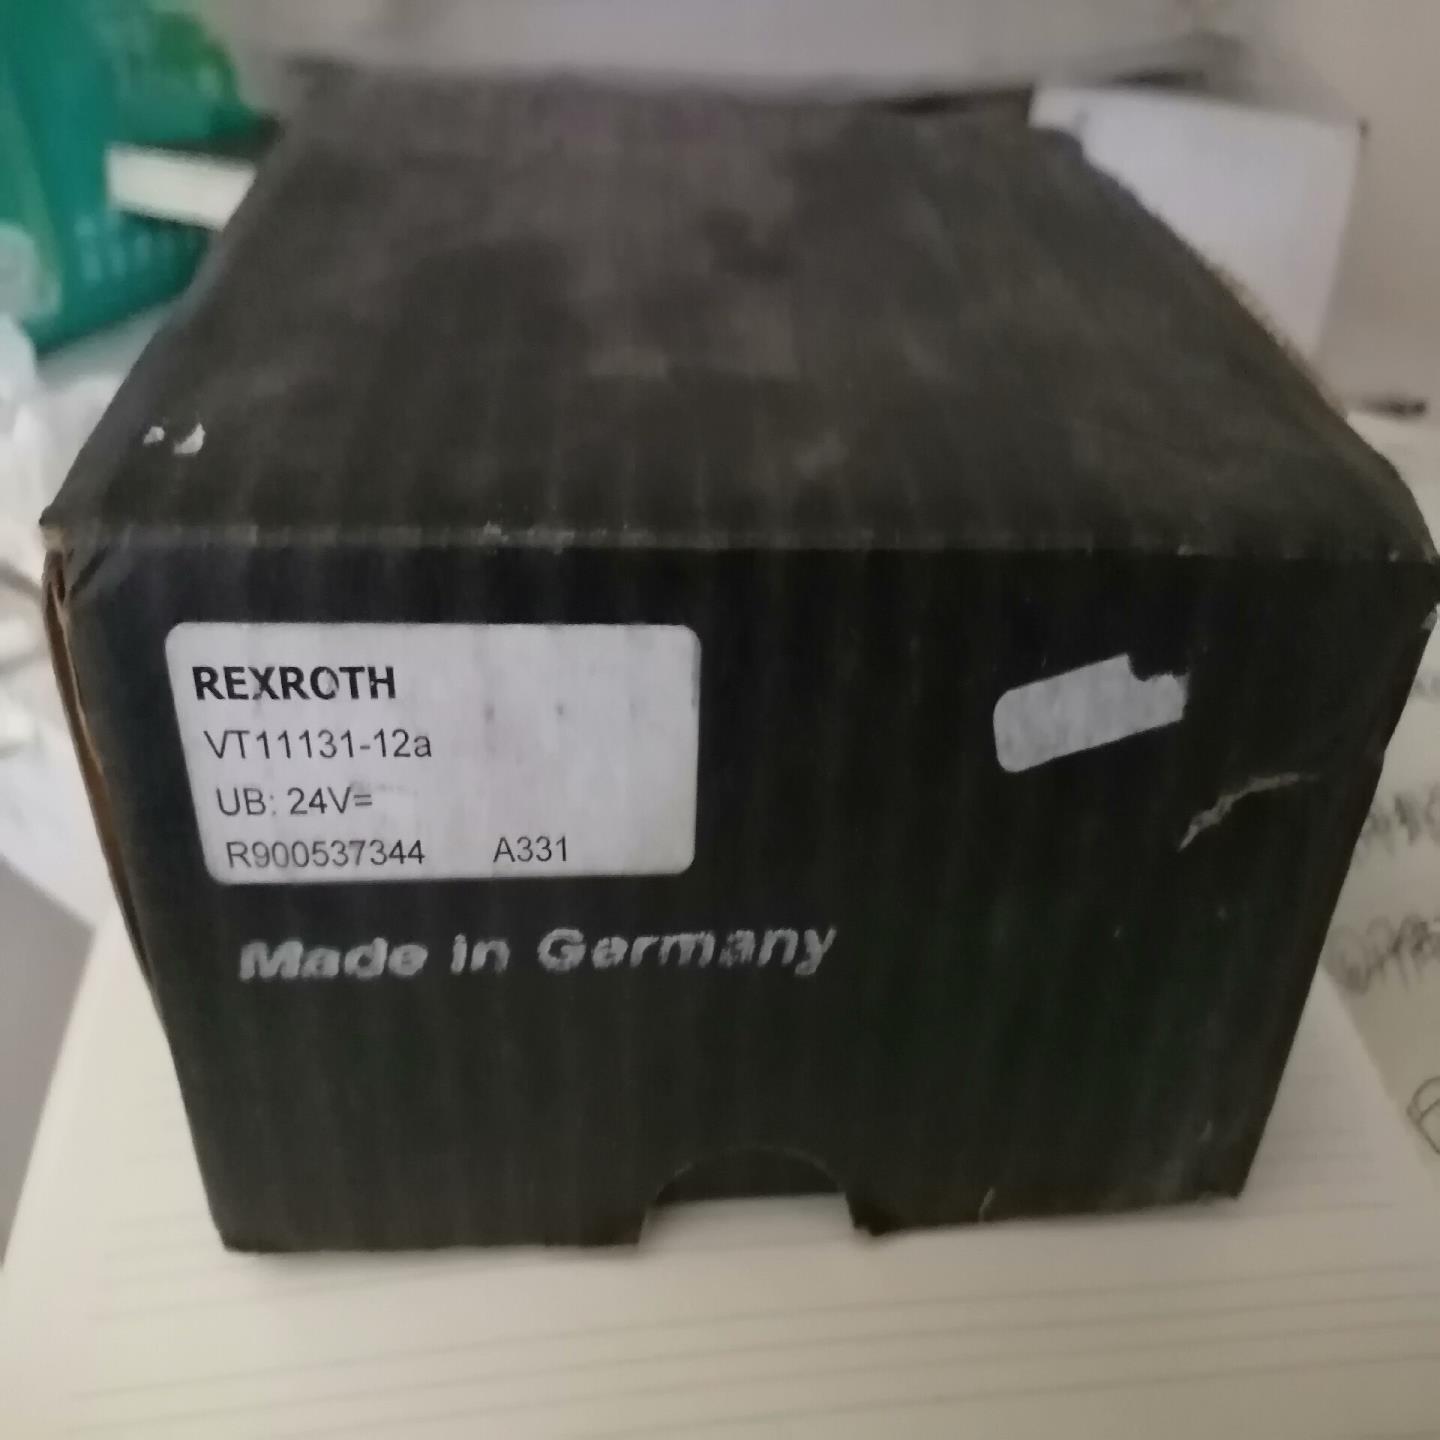 REXROTH
VT11131-12a
UB: 24V=
R900537344 A331
Made in Germany